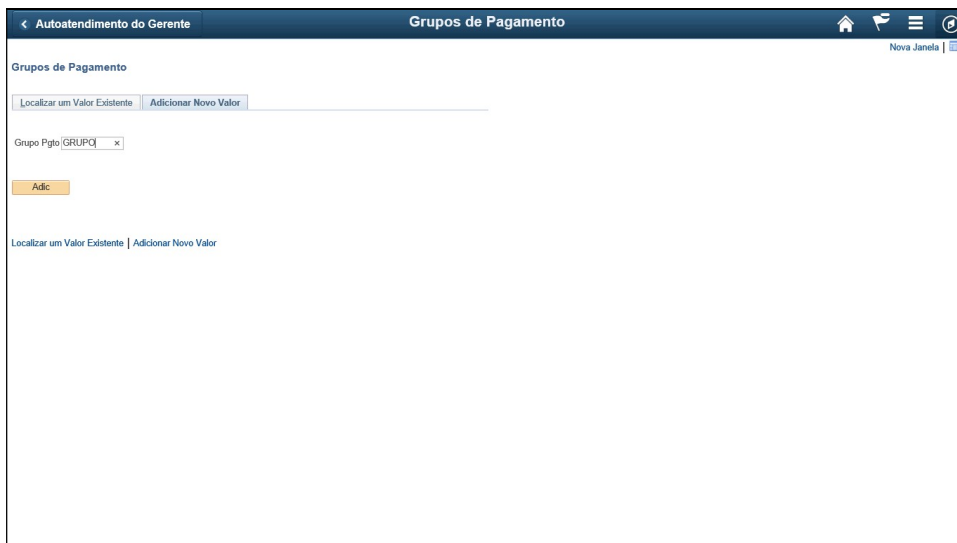 Autoatendimento do Gerente
Grupos de Pagamento
Nova Janela |
Grupos de Pagamento
Localizar um Valor Existente
Adicionar Novo Valor
Grupo Pgto GRUPO ×
Adic
Localizar um Valor Existente | Adicionar Novo Valor